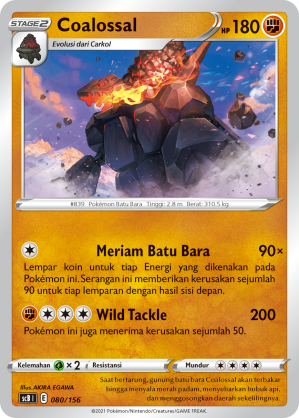 STAGE2 Coalossal HP 180
Evolusi dari Carkol
#839 Pokémon Batu Bara Tinggi: 2.8 m Berat: 310.5 kg
Meriam Batu Bara 90×
Lempar koin untuk tiap Energi yang dikenakan pada
Pokémon ini. Serangan ini memberikan kerusakan sejumlah
90 untuk tiap lemparan dengan hasil sisi depan.
Wild Tackle 200
Pokémon ini juga menerima kerusakan sejumlah 50.
Kelemahan ×2 Resistansi Mundur
Illus. AKIRA EGAWA
Saat bertarung, gunung batu bara Coalossal akan terbakar
hingga menyala merah padam, menyebarkan bubuk api dan
menghanguskan daerah sekelilingnya.
sc3 I E 080/156
©2021 Pokémon/Nintendo/Creatures/GAME FREAK